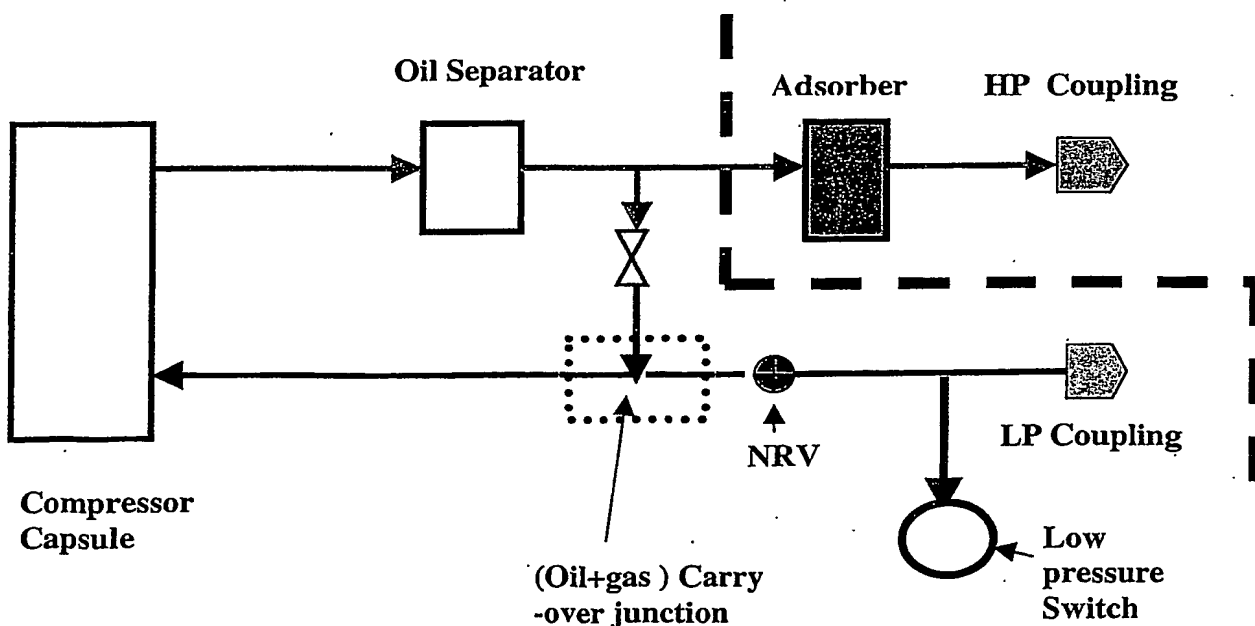 Oil Separator
Adsorber
HP Coupling
NRV
LP Coupling
Compressor
Capsule
(Oil+gas ) Carry
-over junction
Low
pressure
Switch